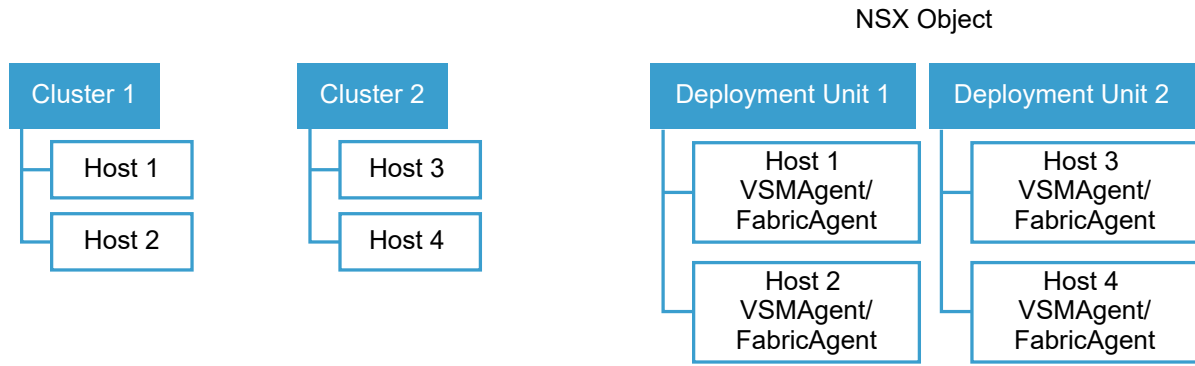 NSX Object
Cluster 1
Host 1
Host 2
Cluster 2
Host 3
Host 4
Deployment Unit 1
Host 1
VSMAgent/
FabricAgent
Host 2
VSMAgent/
FabricAgent
Deployment Unit 2
Host 3
VSMAgent/
FabricAgent
Host 4
VSMAgent/
FabricAgent